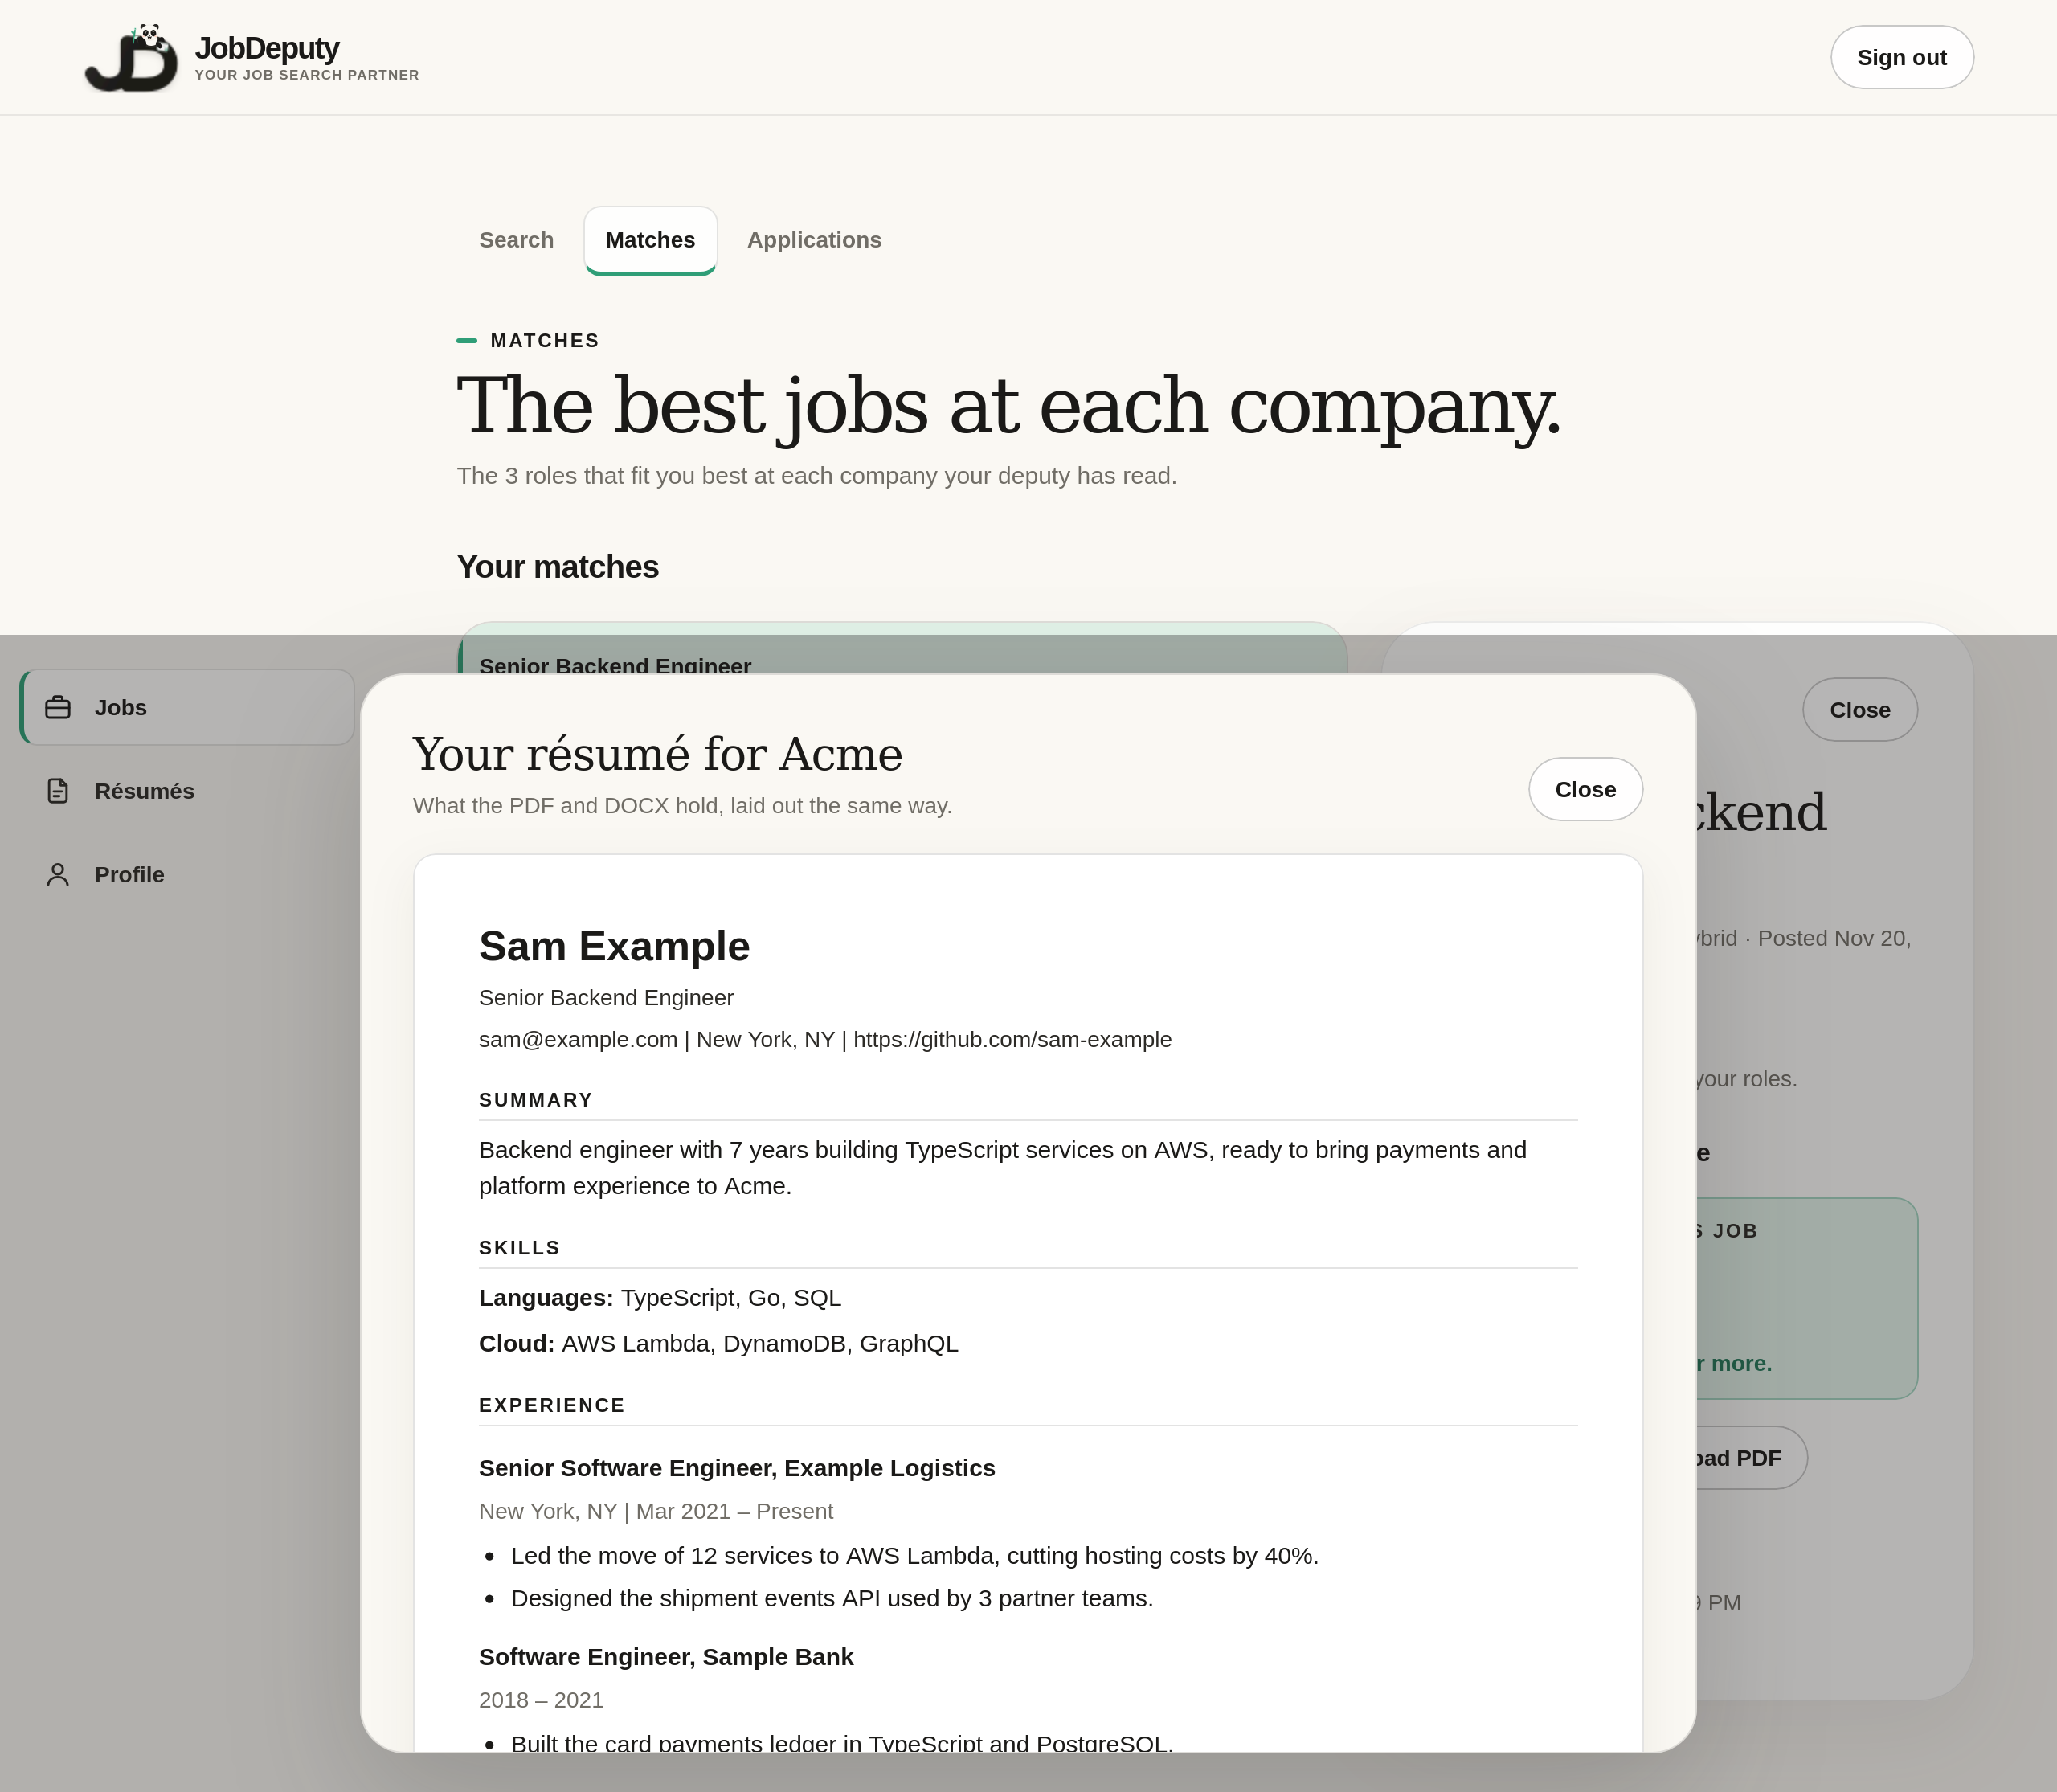 JobDeputy
YOUR JOB SEARCH PARTNER
Sign out
Search
Matches
Applications
MATCHES
The best jobs at each company.
The 3 roles that fit you best at each company your deputy has read.
Your matches
Senior Backend Engineer
Jobs
Résumés
Profile
Your résumé for Acme
What the PDF and DOCX hold, laid out the same way.
Close
Sam Example
Senior Backend Engineer
sam@example.com | New York, NY | https://github.com/sam-example
SUMMARY
Backend engineer with 7 years building TypeScript services on AWS, ready to bring payments and
platform experience to Acme.
SKILLS
Languages: TypeScript, Go, SQL
Cloud: AWS Lambda, DynamoDB, GraphQL
EXPERIENCE
Senior Software Engineer, Example Logistics
New York, NY | Mar 2021 – Present
Led the move of 12 services to AWS Lambda, cutting hosting costs by 40%.
Designed the shipment events API used by 3 partner teams.
Software Engineer, Sample Bank
2018 – 2021
Built the card payments ledger in TypeScript and PostgreSQL.
Close
ckend
ybrid · Posted Nov 20,
your roles.
e
S JOB
r more.
oad PDF
9 PM